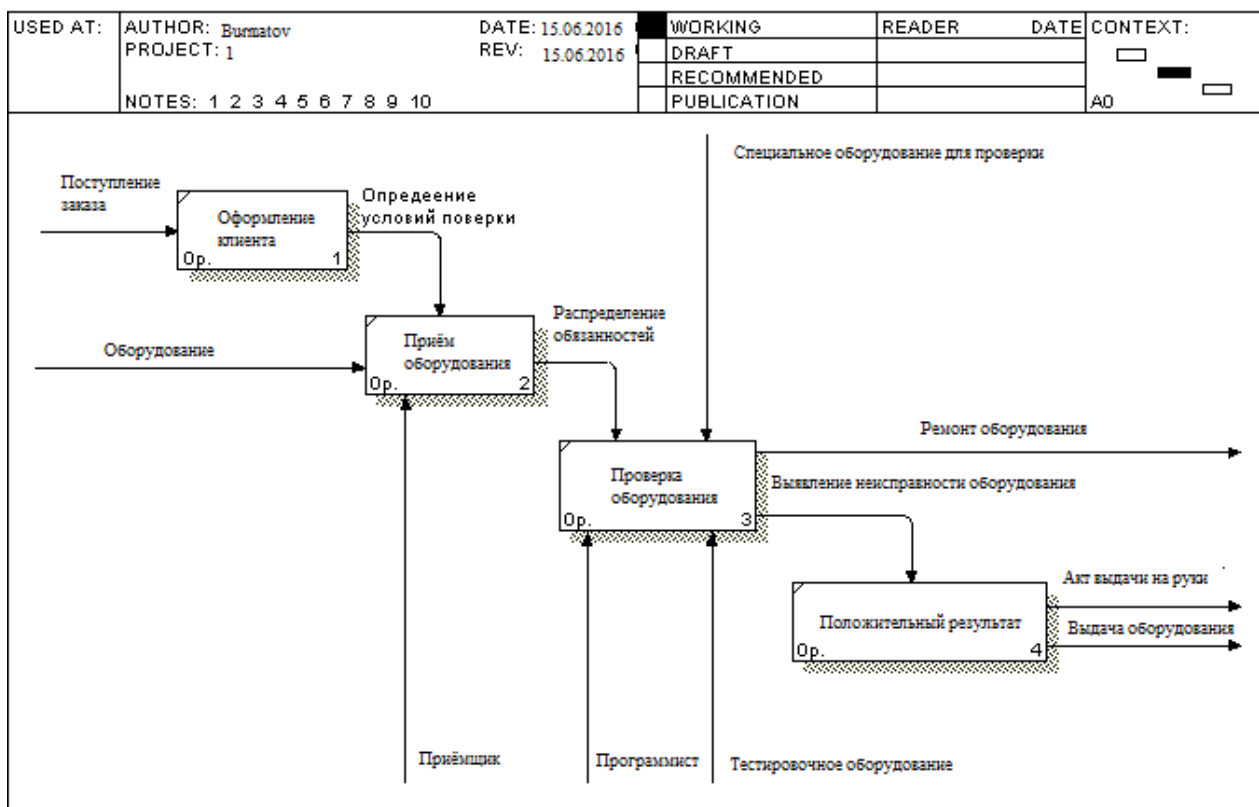 USED AT:
AUTHOR: Burmatov
DATE: 15.06.2016
WORKING
READER
DATE
CONTEXT:
PROJECT: 1
REV: 15.06.2016
DRAFT
RECOMMENDED
NOTES: 1 2 3 4 5 6 7 8 9 10
PUBLICATION
A0
Специальное оборудование для проверки
Поступление
заказа
Опредеение
условий поверки
Оформление
клиента
0р.
1
Распределение
обязанностей
Оборудование
Приём
оборудования
0р.
2
Ремонт оборудования
Проверка
оборудования
0р.
3
Выявление неисправности оборудования
Акт выдачи на руки
Положительный результат
0р.
4
Выдача оборудования
Приёмщик
Программист
Тестировочное оборудование